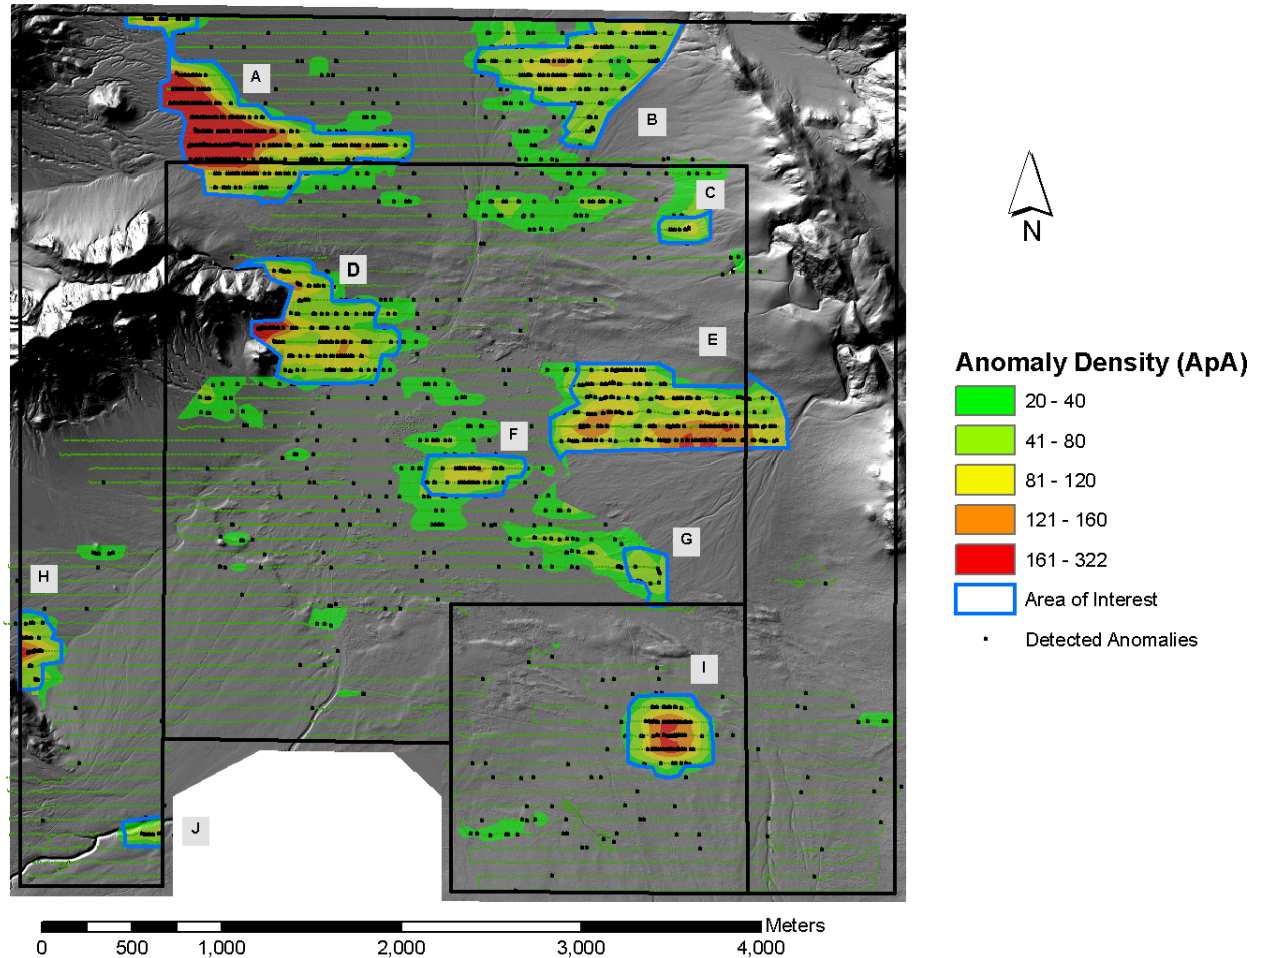 A
B
C
D
E
F
G
H
I
J
N
Anomaly Density (ApA)
20 - 40
41 - 80
81 - 120
121 - 160
161 - 322
Area of Interest
Detected Anomalies
Meters
0 500 1,000 2,000 3,000 4,000